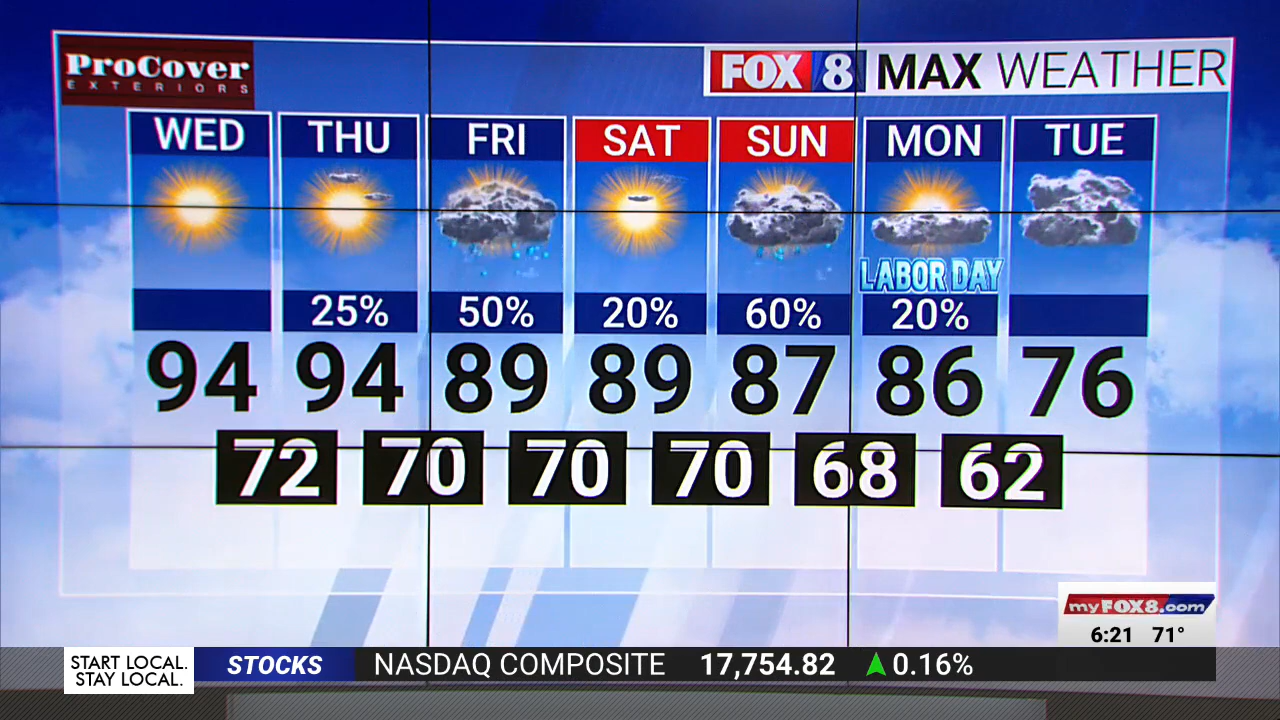 ProCover
EXTERIORS
FOX 8 MAX WEATHER
WED THU FRI SAT SUN MON TUE
LABOR DAY
25% 50% 20% 60% 20%
94 94 89 89 87 86 76
72 70 70 70 68 62
myFOX8.com
6:21 71°
START LOCAL.
STAY LOCAL.
STOCKS NASDAQ COMPOSITE 17,754.82 0.16%